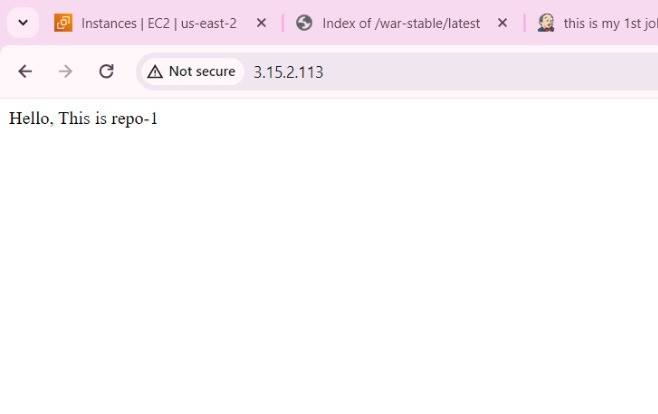 Instances | EC2 | us-east-2
Index of /war-stable/latest
this is my 1st jo
Not secure
3.15.2.113
Hello, This is repo-1